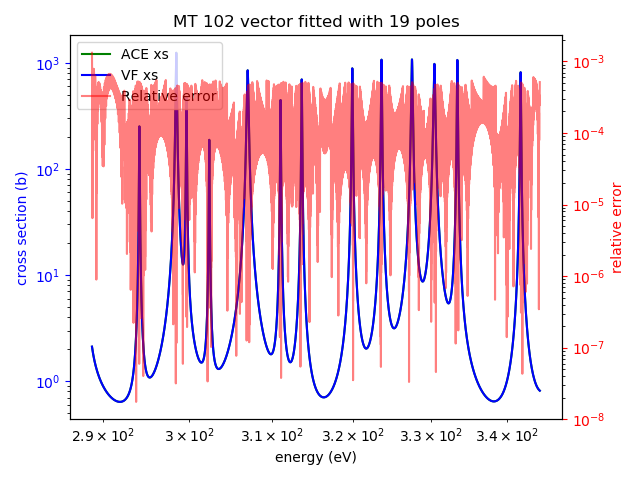 MT 102 vector fitted with 19 poles
ACE xs
VF xs
Relative error
10³
10²
10¹
10⁰
cross section (b)
10⁻³
10⁻⁴
10⁻⁵
10⁻⁶
10⁻⁷
10⁻⁸
relative error
2.9 × 10² 3 × 10² 3.1 × 10² 3.2 × 10² 3.3 × 10² 3.4 × 10²
energy (eV)